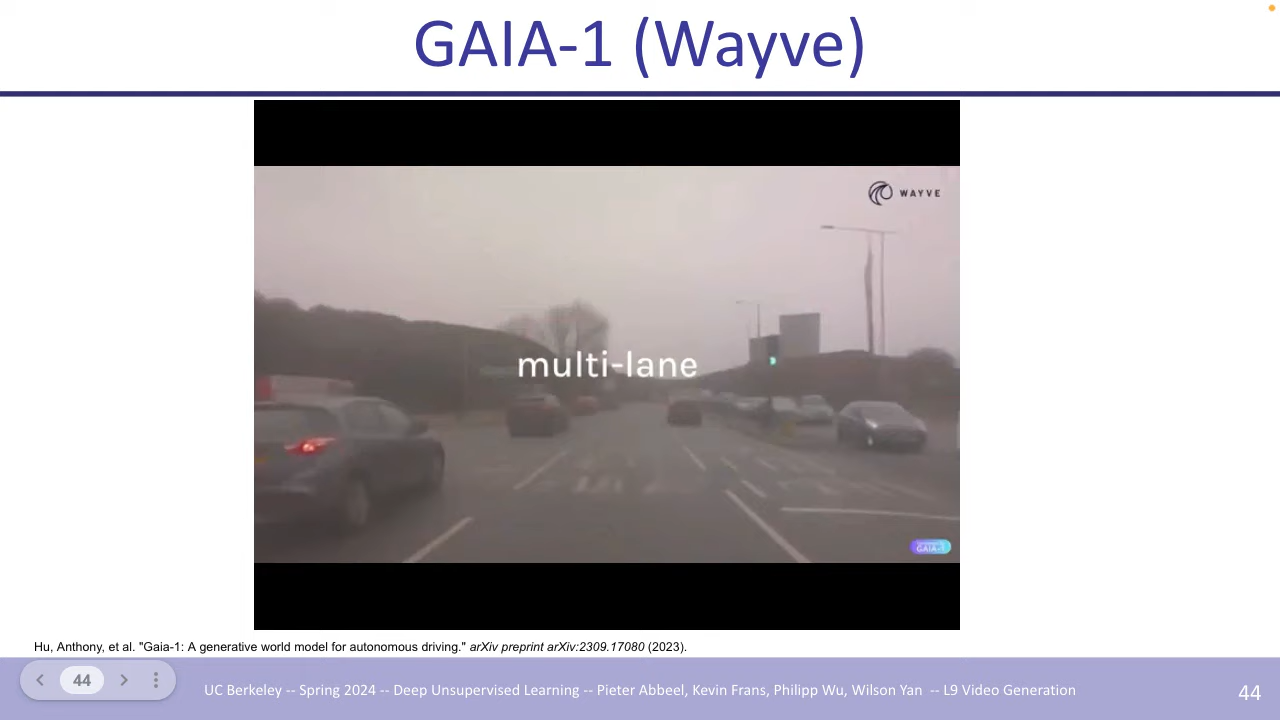 GAIA-1 (Wayve)
WAYVE
multi-lane
GAIA-1
Hu, Anthony, et al. "Gaia-1: A generative world model for autonomous driving." arXiv preprint arXiv:2309.17080 (2023).
44
UC Berkeley -- Spring 2024 -- Deep Unsupervised Learning -- Pieter Abbeel, Kevin Frans, Philipp Wu, Wilson Yan -- L9 Video Generation
44